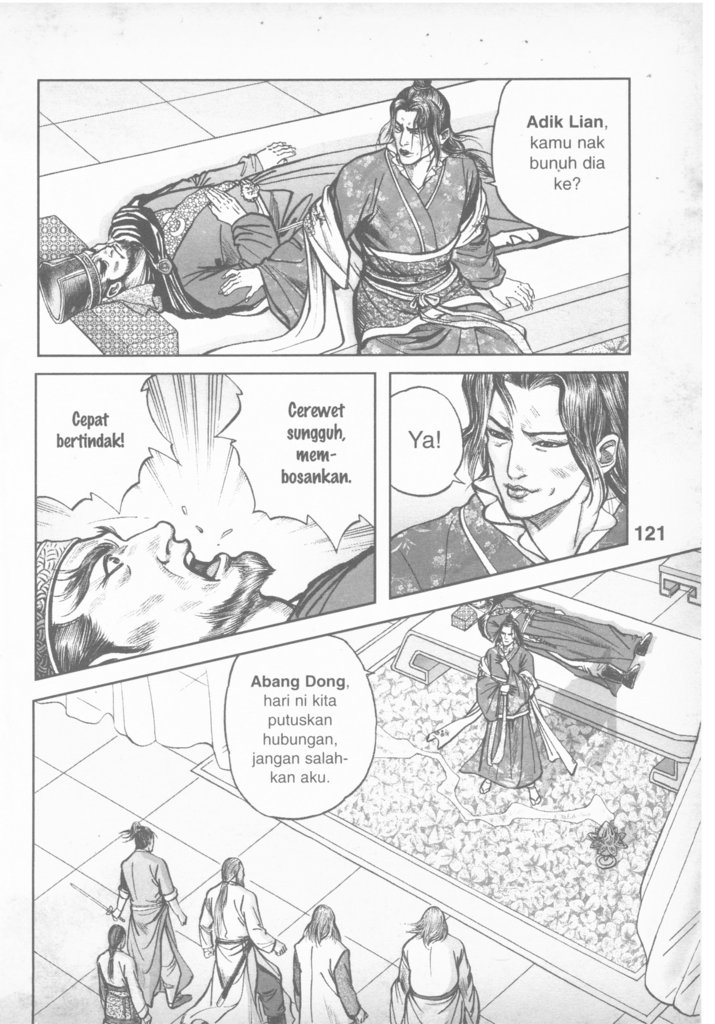 Adik Lian,
kamu nak
bunuh dia
ke?
Cepat
bertindak!
Cerewet
sungguh,
mem-
bosankan.
Ya!
121
Abang Dong,
hari ni kita
putuskan
hubungan,
jangan salah-
kan aku.